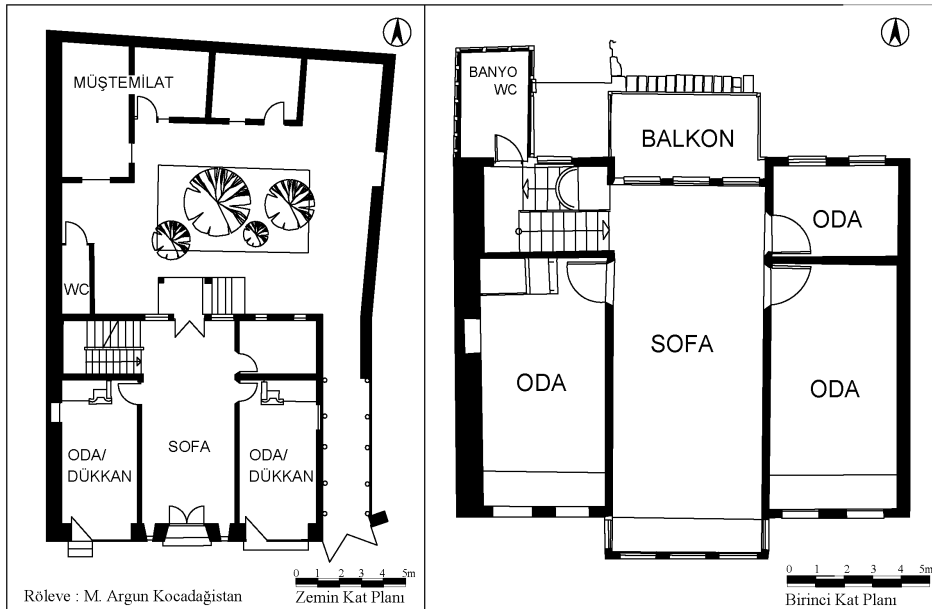 MÜŞTEMİLAT
WC
SOFA
ODA/
DÜKKAN
ODA/
DÜKKAN
Röleve : M. Argun Kocadağistan
0 1 2 3 4 5m
Zemin Kat Planı
BANYO
WC
BALKON
ODA
SOFA
ODA
ODA
0 1 2 3 4 5m
Birinci Kat Planı